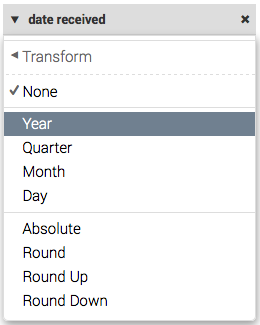 date received
Transform
None
Year
Quarter
Month
Day
Absolute
Round
Round Up
Round Down